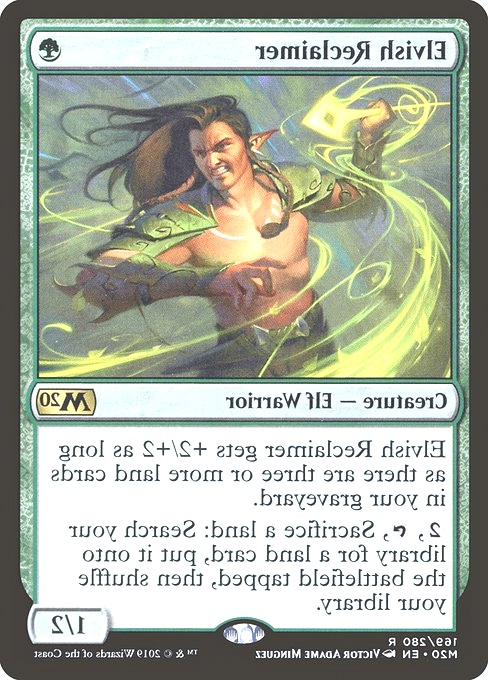 Elvish Reclaimer
Creature — Elf Warrior
M20
Elvish Reclaimer gets +2/+2 as long
as there are three or more land cards
in your graveyard.
2, T, Sacrifice a land: Search your
library for a land card, put it onto
the battlefield tapped, then shuffle
your library.
1/2
169/280 R
M20 • EN Victor Adame Minguez
™ & © 2019 Wizards of the Coast